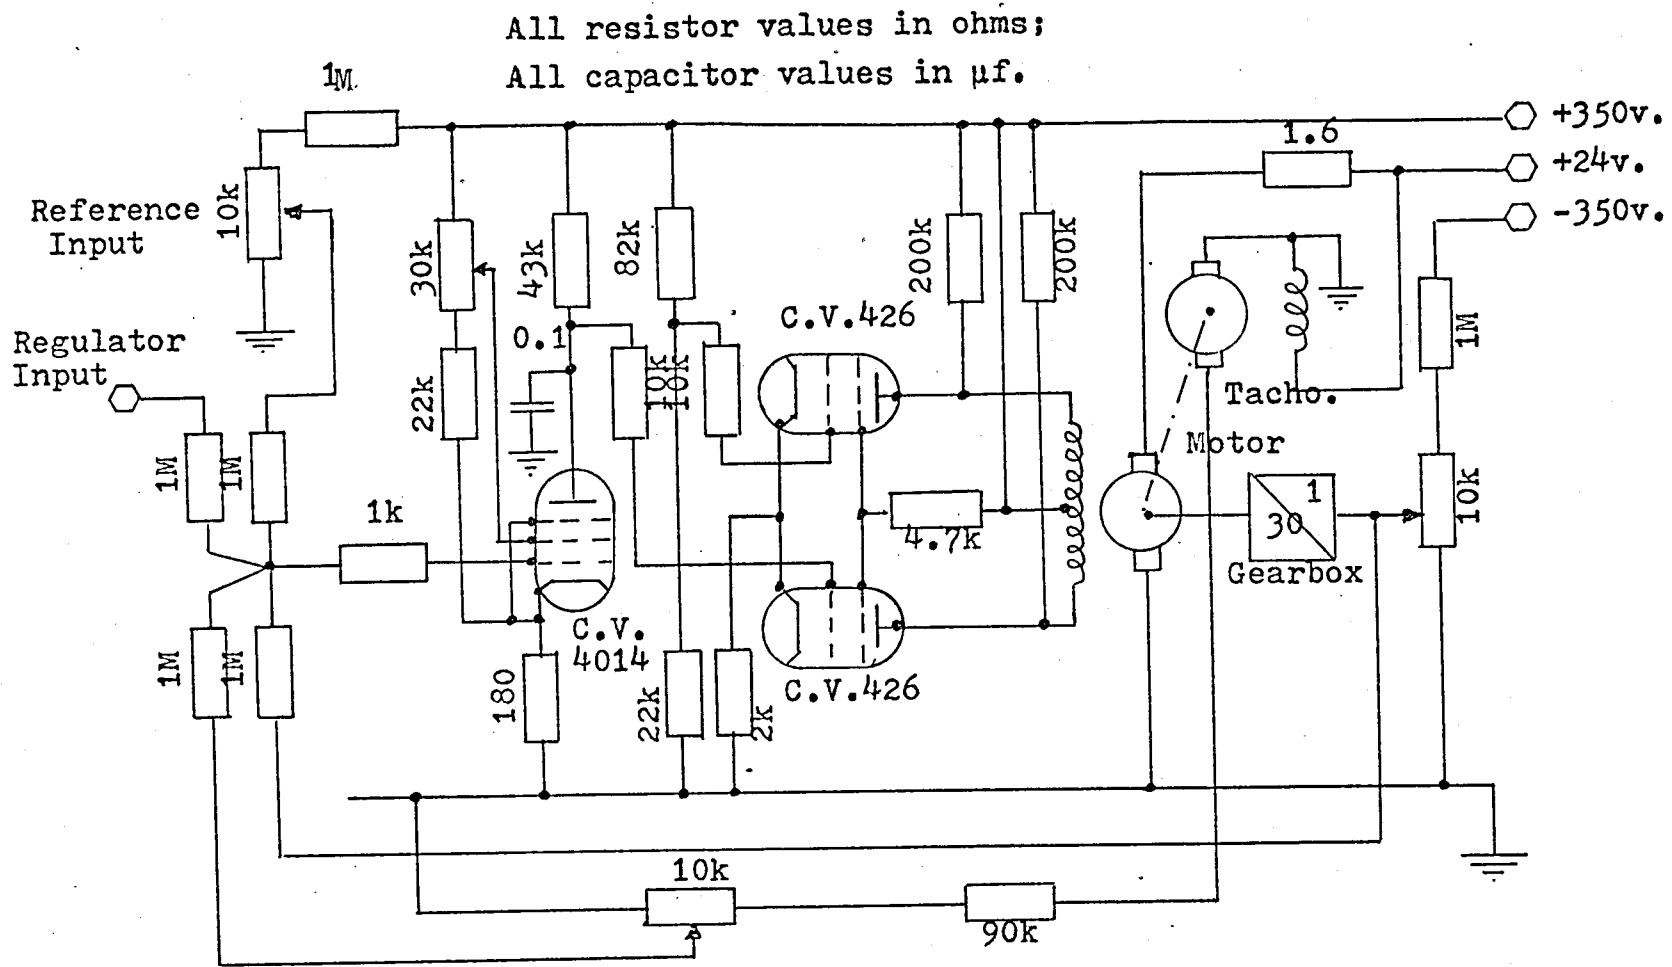 All resistor values in ohms;
All capacitor values in µf.
1M
+350v.
1.6
+24v.
-350v.
Reference
Input
10k
30k
43k
82k
200k
200k
C.V.426
0.1
Regulator
Input
22k
10k
10k
1M
Tacho.
Motor
1M
1M
1k
4.7k
1
30
10k
Gearbox
C.V.
4014
1M
1M
180
22k
2k
C.V.426
10k
90k